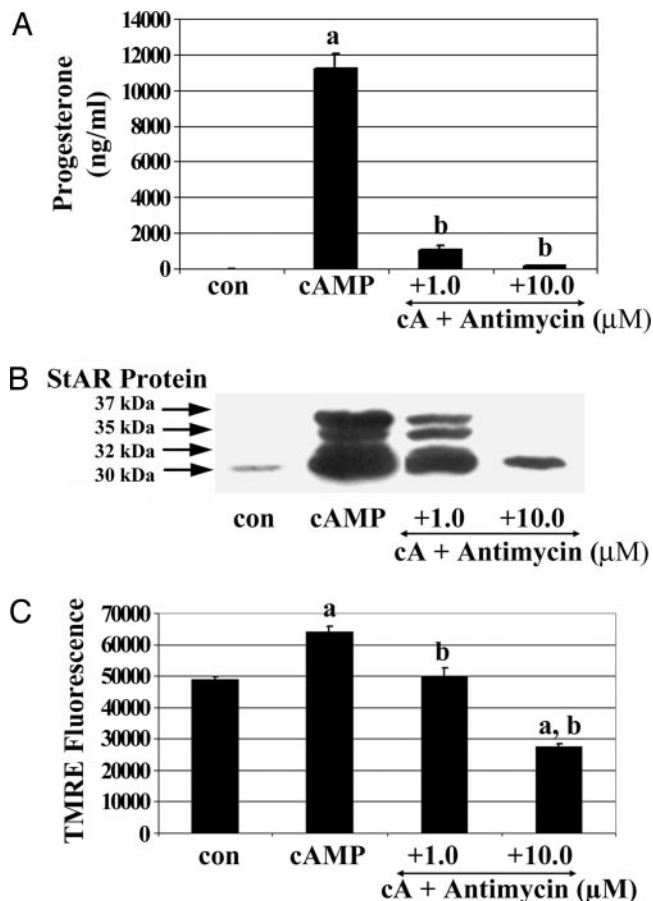 A
Progesterone
(ng/ml)
14000
12000
10000
8000
6000
4000
2000
0
a
b
b
con
cAMP
+1.0
+10.0
cA + Antimycin (μM)
B
StAR Protein
37 kDa
35 kDa
32 kDa
30 kDa
con
cAMP
+1.0
+10.0
cA + Antimycin (μM)
C
TMRE Fluorescence
70000
60000
50000
40000
30000
20000
10000
0
a
b
a, b
con
cAMP
+1.0
+10.0
cA + Antimycin (μM)